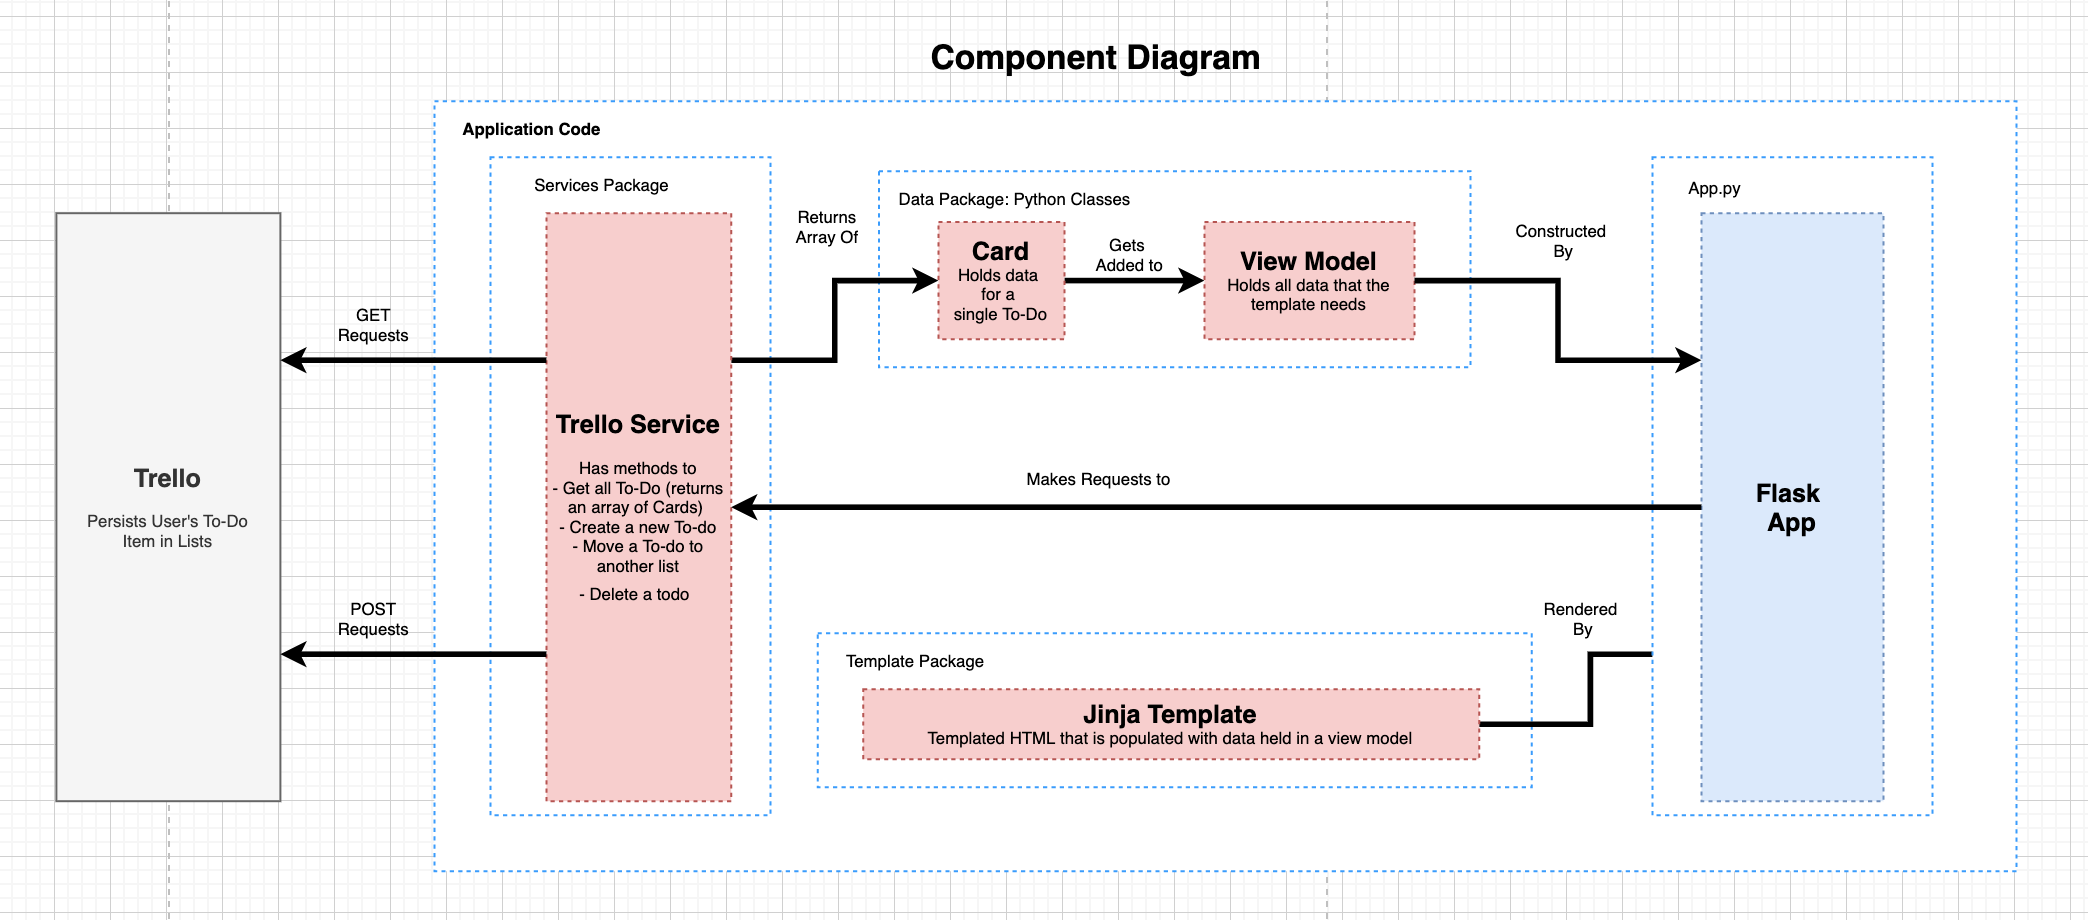 Component Diagram
Application Code
Services Package
Trello
Persists User's To-Do
Item in Lists
GET
Requests
POST
Requests
Trello Service
Has methods to
- Get all To-Do (returns
an array of Cards)
- Create a new To-do
- Move a To-do to
another list
- Delete a todo
Returns
Array Of
Data Package: Python Classes
Card
Holds data
for a
single To-Do
Gets
Added to
View Model
Holds all data that the
template needs
Constructed
By
App.py
Flask
App
Makes Requests to
Rendered
By
Template Package
Jinja Template
Templated HTML that is populated with data held in a view model